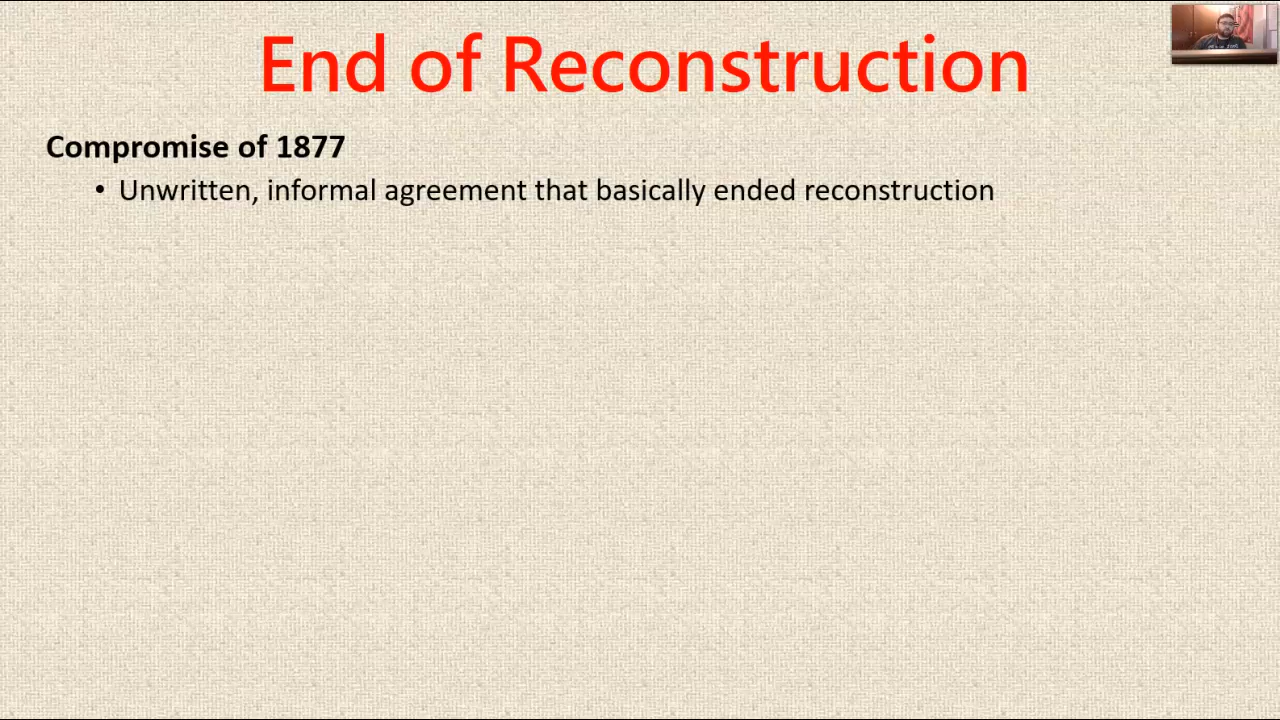 End of Reconstruction
Compromise of 1877
• Unwritten, informal agreement that basically ended reconstruction